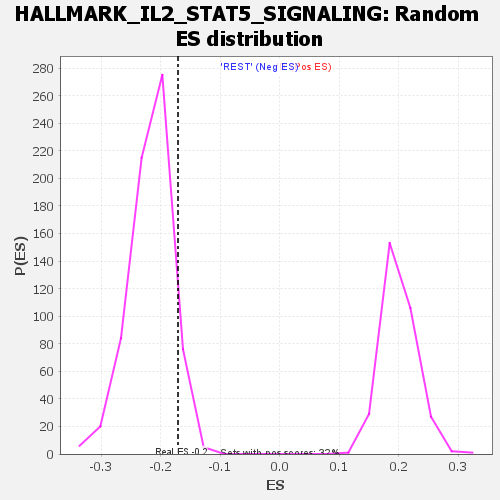 HALLMARK_IL2_STAT5_SIGNALING: Random
ES distribution
'REST' (Neg ES)
Pos ES)
P(ES)
280
260
240
220
200
180
160
140
120
100
80
60
40
20
0
Real ES -0.2
Sets with pos scores: 32%
-0.3
-0.2
-0.1
0.0
0.1
0.2
0.3
ES